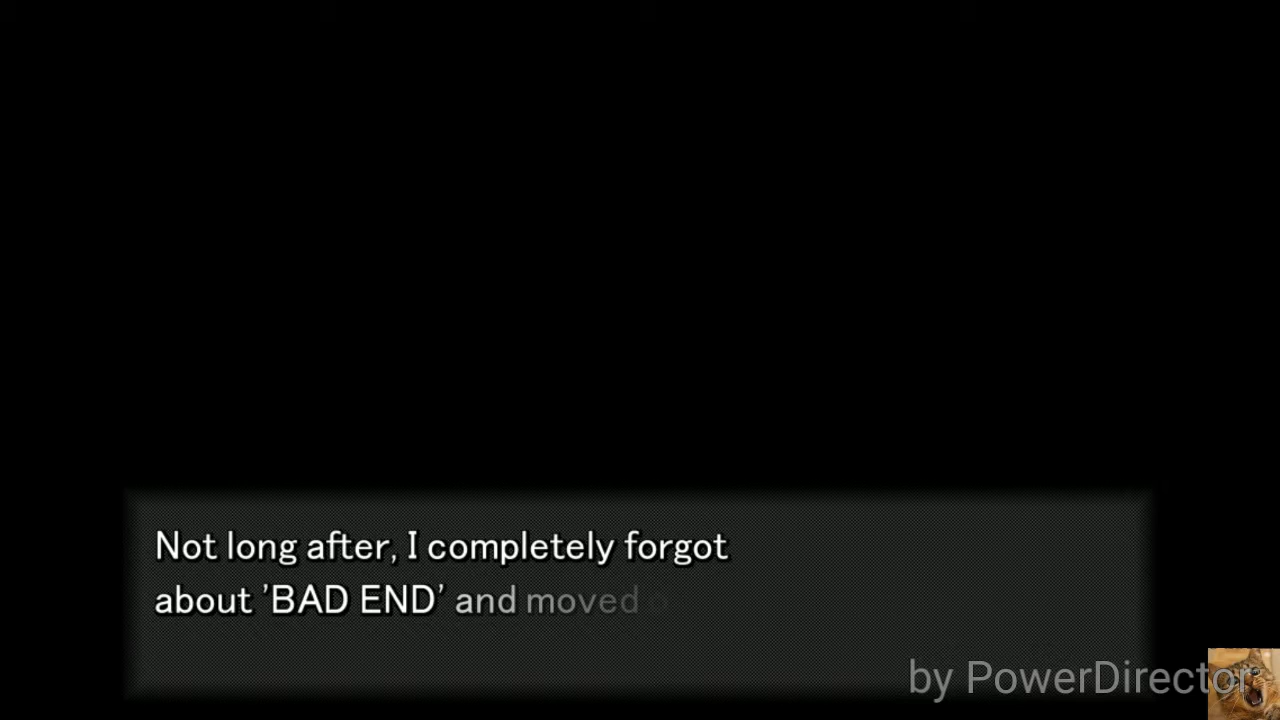 Not long after, I completely forgot
about 'BAD END' and moved o
by PowerDirector